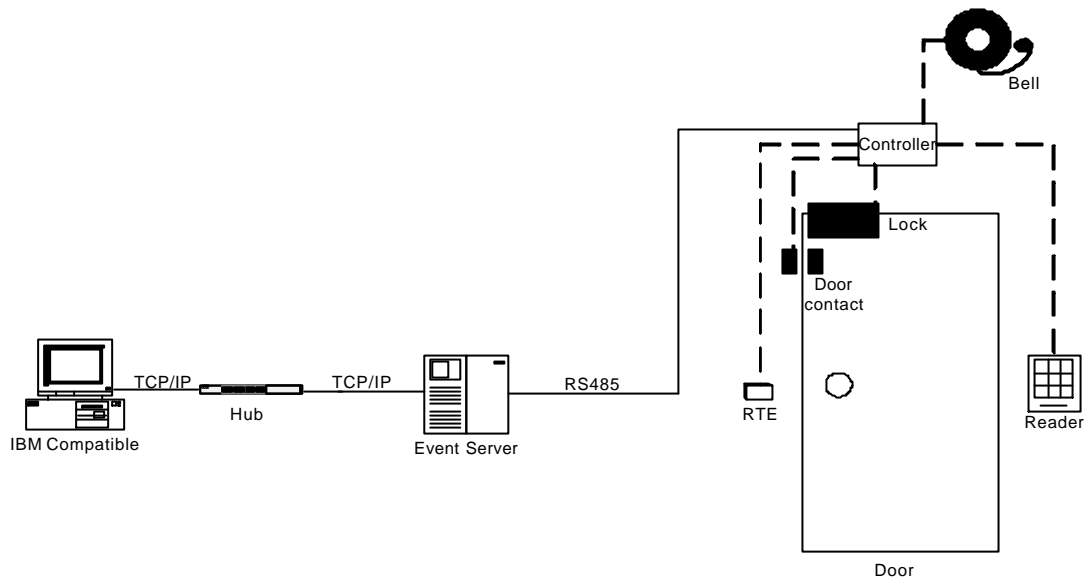 Bell
Controller
Lock
Door
contact
TCP/IP
TCP/IP
RS485
Hub
RTE
Reader
IBM Compatible
Event Server
Door